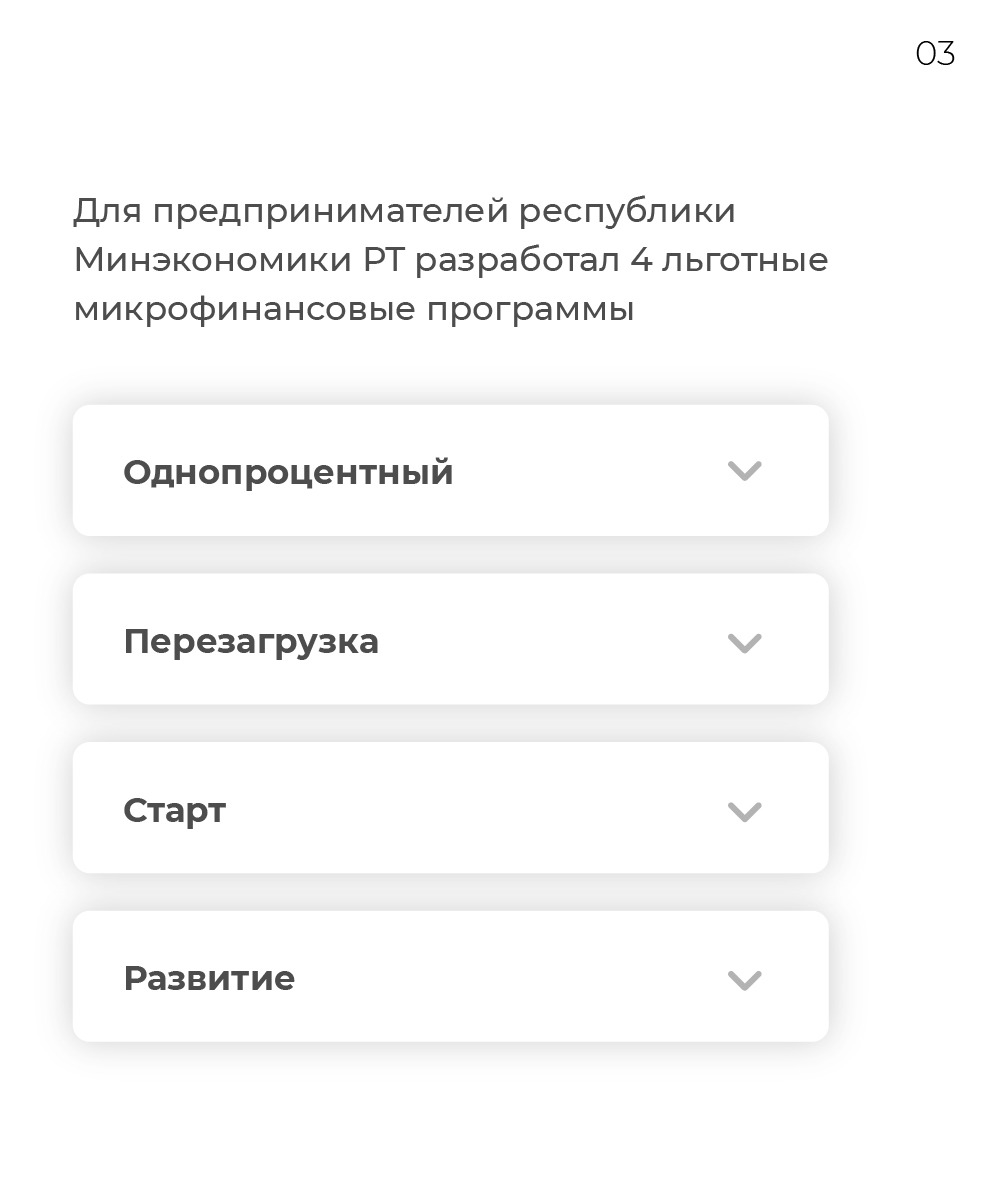 03
Для предпринимателей республики
Минэкономики РТ разработал 4 льготные
микрофинансовые программы
Однопроцентный
Перезагрузка
Старт
Развитие